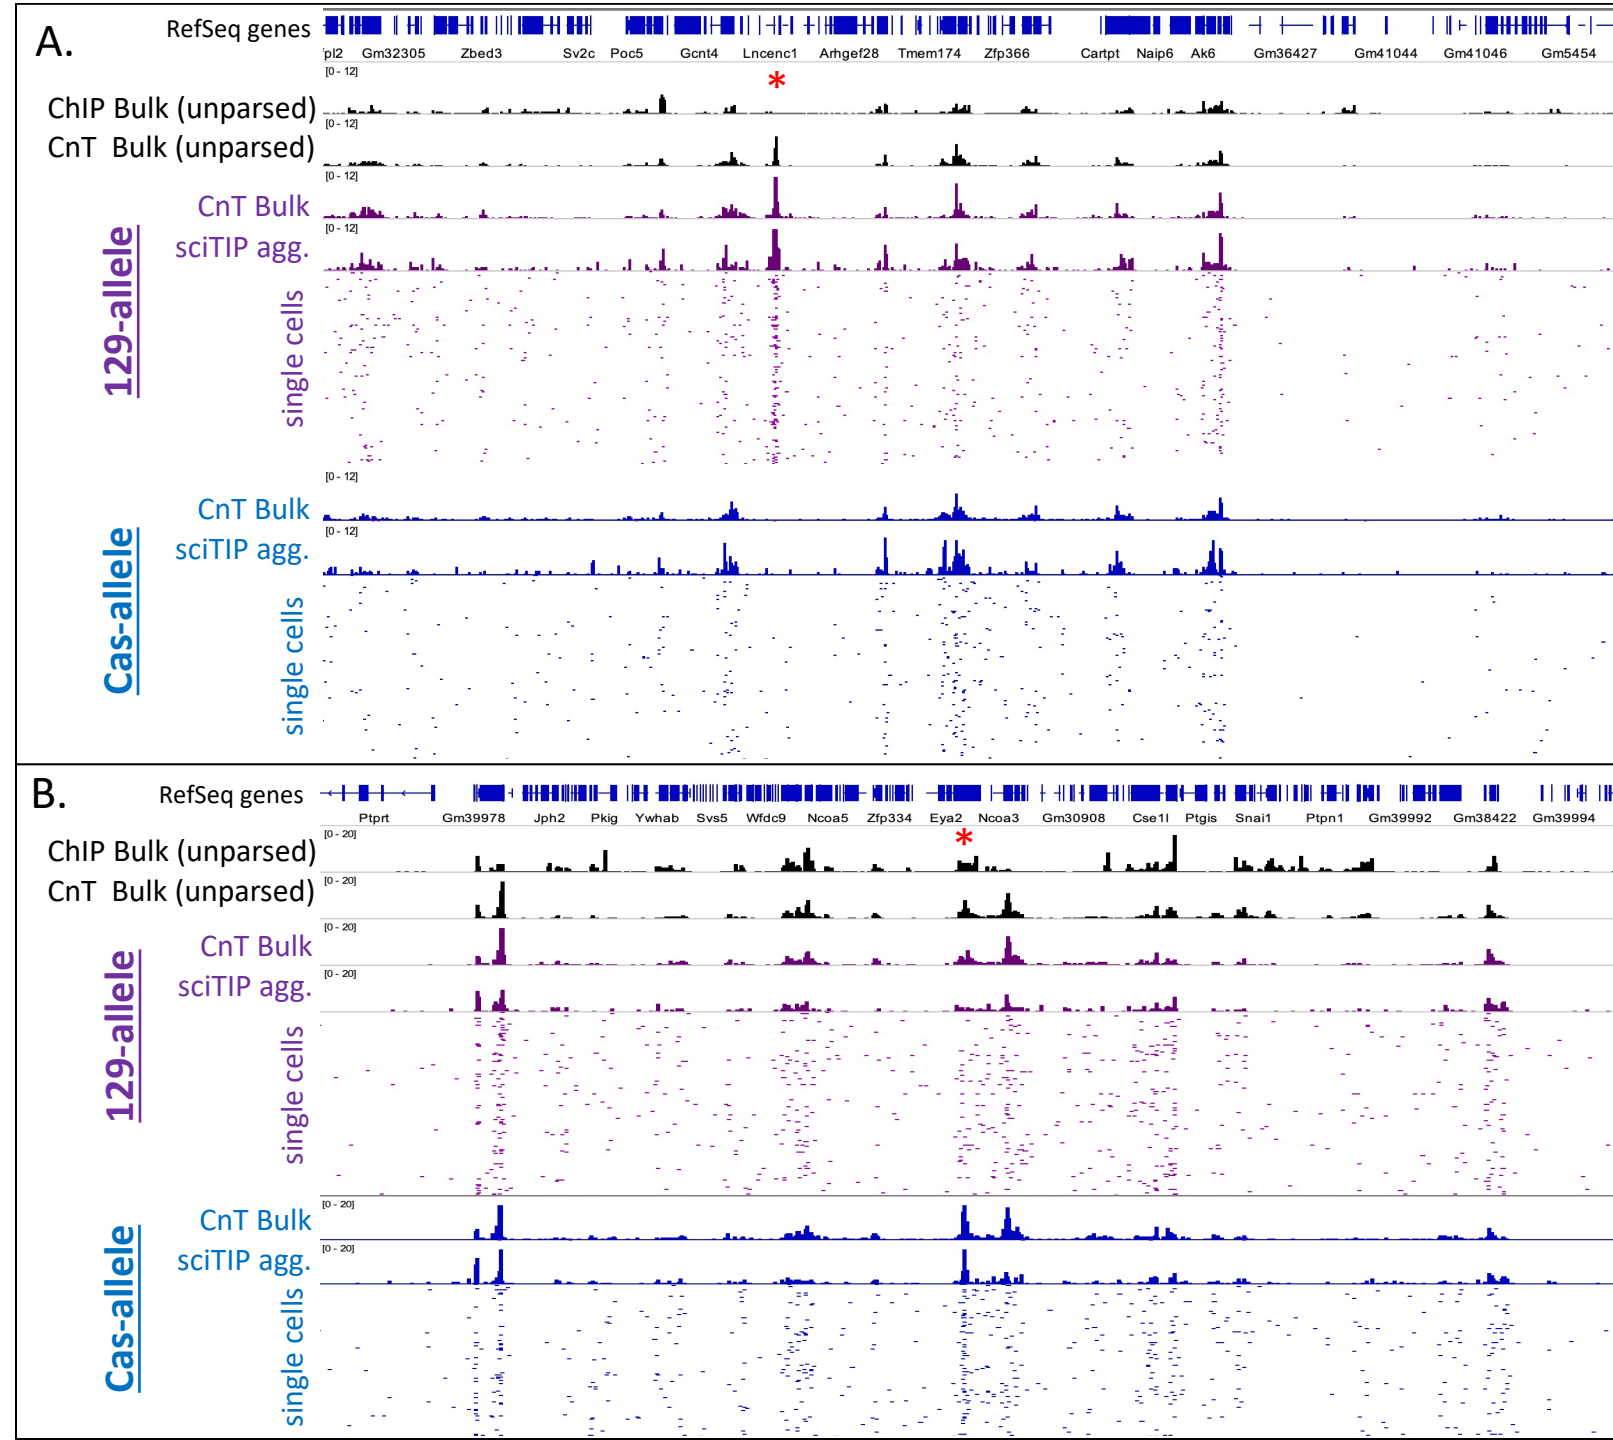 A.
RefSeq genes
pl2 Gm32305 Zbed3 Sv2c Poc5 Gcnt4 Lncenc1 Arhgef28 Tmem174 Zfp366 Cartpt Naip6 Ak6 Gm36427 Gm41044 Gm41046 Gm5454
[0 - 12]
*
ChIP Bulk (unparsed)
[0 - 12]
CnT Bulk (unparsed)
[0 - 12]
CnT Bulk
[0 - 12]
sciTIP agg.
129-allele
single cells
[0 - 12]
CnT Bulk
[0 - 12]
sciTIP agg.
Cas-allele
single cells
B.
RefSeq genes
Ptprt Gm39978 Jph2 Pkig Ywhab Svs5 Wfdc9 Ncoa5 Zfp334 Eya2 Ncoa3 Gm30908 Cse1l Ptgis Snai1 Ptpn1 Gm39992 Gm38422 Gm39994
[0 - 20]
*
ChIP Bulk (unparsed)
[0 - 20]
CnT Bulk (unparsed)
[0 - 20]
CnT Bulk
[0 - 20]
sciTIP agg.
129-allele
single cells
[0 - 20]
CnT Bulk
[0 - 20]
sciTIP agg.
Cas-allele
single cells